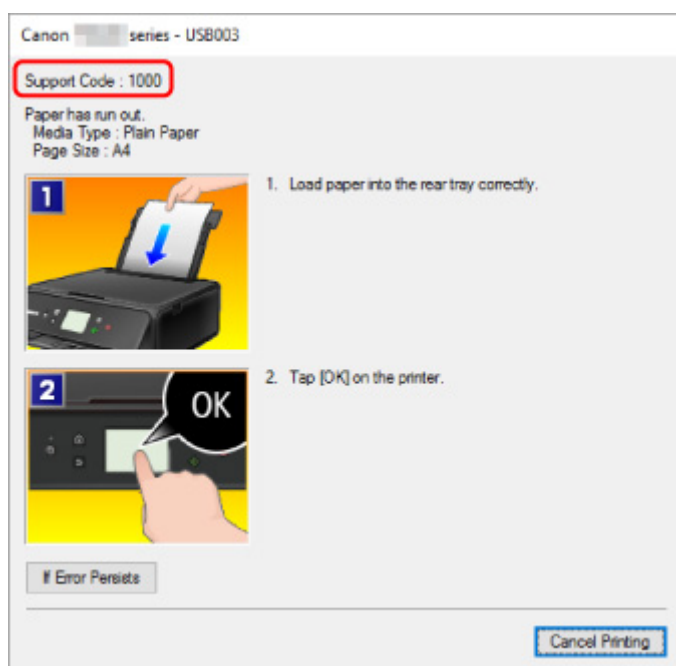 Canon series - USB003
Support Code : 1000
Paper has run out.
Media Type : Plain Paper
Page Size : A4
1
1. Load paper into the rear tray correctly.
2
OK
2. Tap [OK] on the printer.
If Error Persists
Cancel Printing